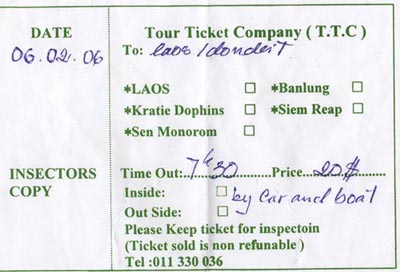 DATE
06.02.06
INSECTORS
COPY
Tour Ticket Company ( T.T.C )
To: Laos / dondeit
*LAOS ☐ *Banlung ☐
*Kratie Dophins ☐ *Siem Reap ☐
*Sen Monorom ☐
Time Out:...7h30...Price...20$...
Inside: ☐ by car and boat
Out Side: ☐
Please Keep ticket for inspectoin
(Ticket sold is non refunable )
Tel :011 330 036